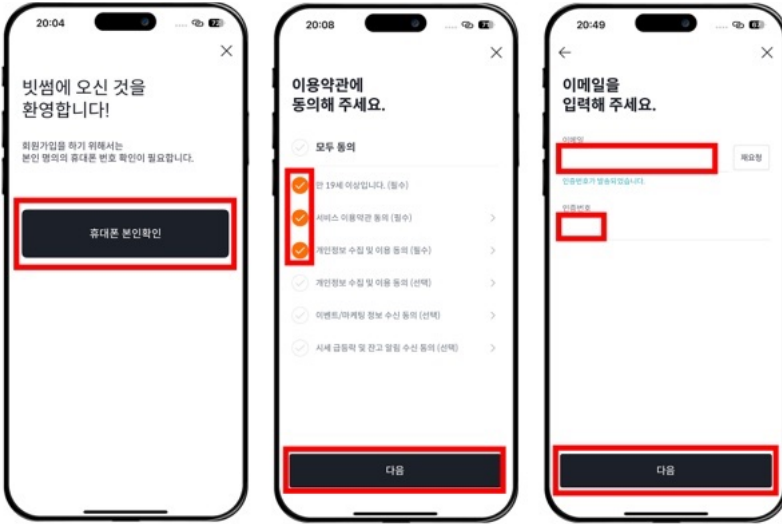 20:04
빗썸에 오신 것을
환영합니다!
회원가입을 하기 위해서는
본인 명의의 휴대폰 번호 확인이 필요합니다.
휴대폰 본인확인
20:08
이용약관에
동의해 주세요.
모두 동의
만 19세 이상입니다. (필수)
서비스 이용약관 동의 (필수)
개인정보 수집 및 이용 동의 (필수)
개인정보 수집 및 이용 동의 (선택)
이벤트/마케팅 정보 수신 동의 (선택)
시세 급등락 및 잔고 알림 수신 동의 (선택)
다음
20:49
이메일을
입력해 주세요.
이메일
재요청
인증번호가 발송되었습니다.
인증번호
다음